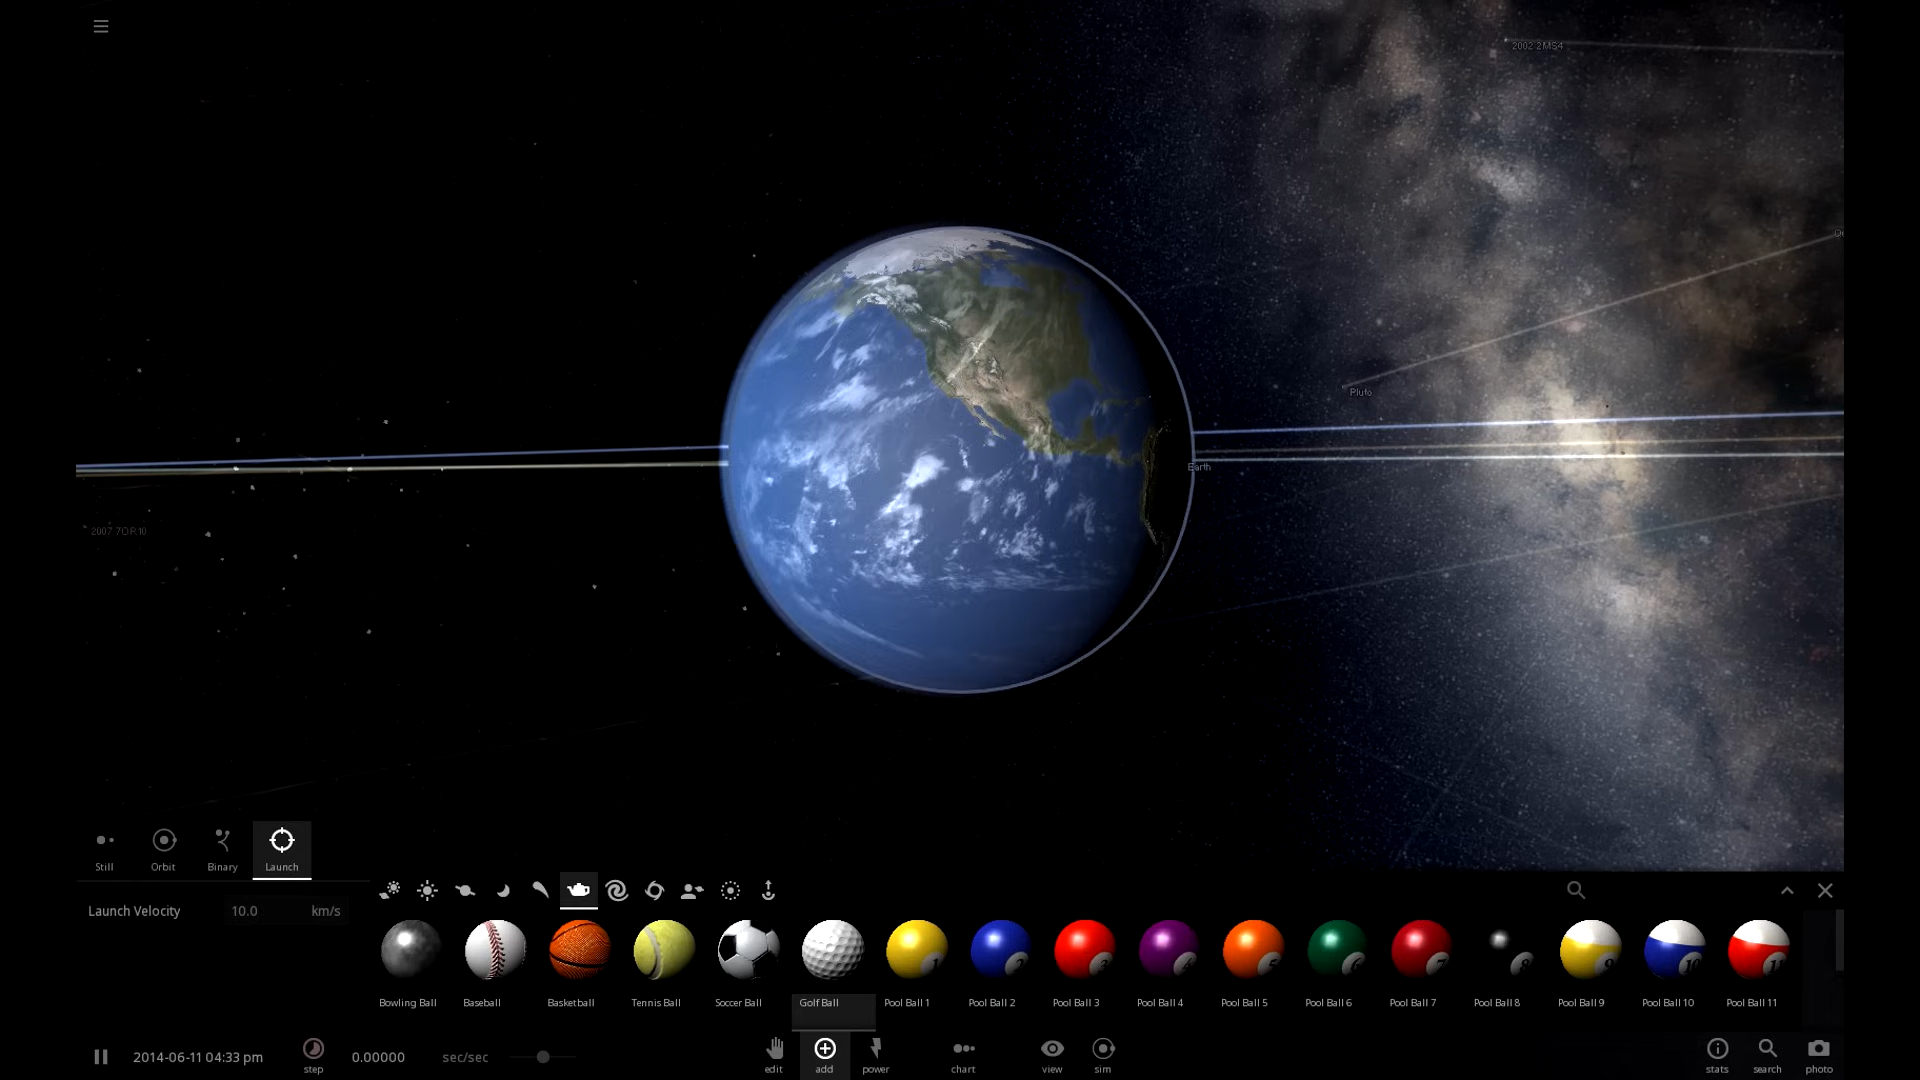 2002 2MS4
Pluto
Earth
2007 7OR10
Still
Orbit
Binary
Launch
Launch Velocity
10.0
km/s
Bowling Ball
Baseball
Basketball
Tennis Ball
Soccer Ball
Golf Ball
Pool Ball 1
Pool Ball 2
Pool Ball 3
Pool Ball 4
Pool Ball 5
Pool Ball 6
Pool Ball 7
Pool Ball 8
Pool Ball 9
Pool Ball 10
Pool Ball 11
2014-06-11 04:33 pm
step
0.00000
sec/sec
edit
add
power
chart
view
sim
stats
search
photo